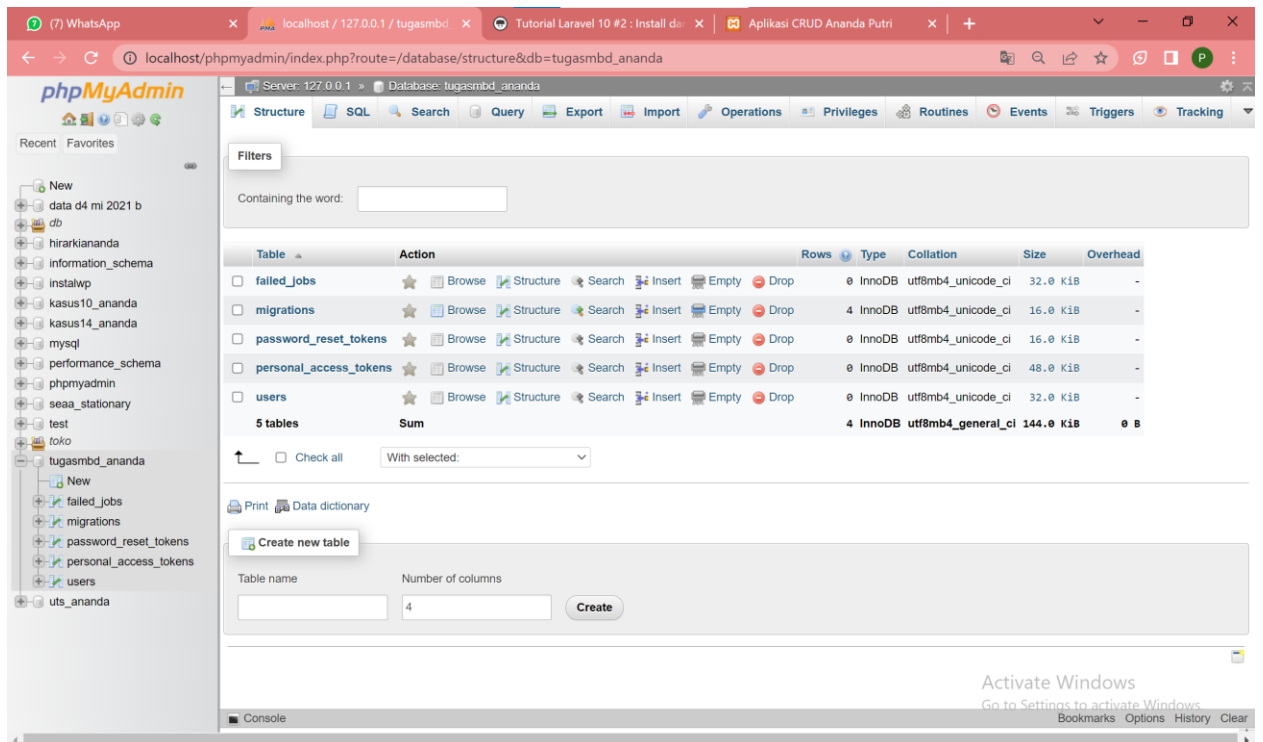 (7) WhatsApp
localhost / 127.0.0.1 / tugasmbd
Tutorial Laravel 10 #2 : Install dar
Aplikasi CRUD Ananda Putri
localhost/phpmyadmin/index.php?route=/database/structure&db=tugasmbd_ananda
P
phpMyAdmin
Recent Favorites
New
data d4 mi 2021 b
db
hirarkiananda
information_schema
instalwp
kasus10_ananda
kasus14_ananda
mysql
performance_schema
phpmyadmin
seaa_stationary
test
toko
tugasmbd_ananda
New
failed_jobs
migrations
password_reset_tokens
personal_access_tokens
users
uts_ananda
Server: 127.0.0.1 » Database: tugasmbd_ananda
Structure SQL Search Query Export Import Operations Privileges Routines Events Triggers Tracking
Filters
Containing the word:
Table Action Rows Type Collation Size Overhead
failed_jobs Browse Structure Search Insert Empty Drop 0 InnoDB utf8mb4_unicode_ci 32.0 KiB -
migrations Browse Structure Search Insert Empty Drop 4 InnoDB utf8mb4_unicode_ci 16.0 KiB -
password_reset_tokens Browse Structure Search Insert Empty Drop 0 InnoDB utf8mb4_unicode_ci 16.0 KiB -
personal_access_tokens Browse Structure Search Insert Empty Drop 0 InnoDB utf8mb4_unicode_ci 48.0 KiB -
users Browse Structure Search Insert Empty Drop 0 InnoDB utf8mb4_unicode_ci 32.0 KiB -
5 tables Sum 4 InnoDB utf8mb4_general_ci 144.0 KiB 0 B
Check all With selected:
Print Data dictionary
Create new table
Table name Number of columns
4 Create
Activate Windows
Go to Settings to activate Windows.
Console Bookmarks Options History Clear